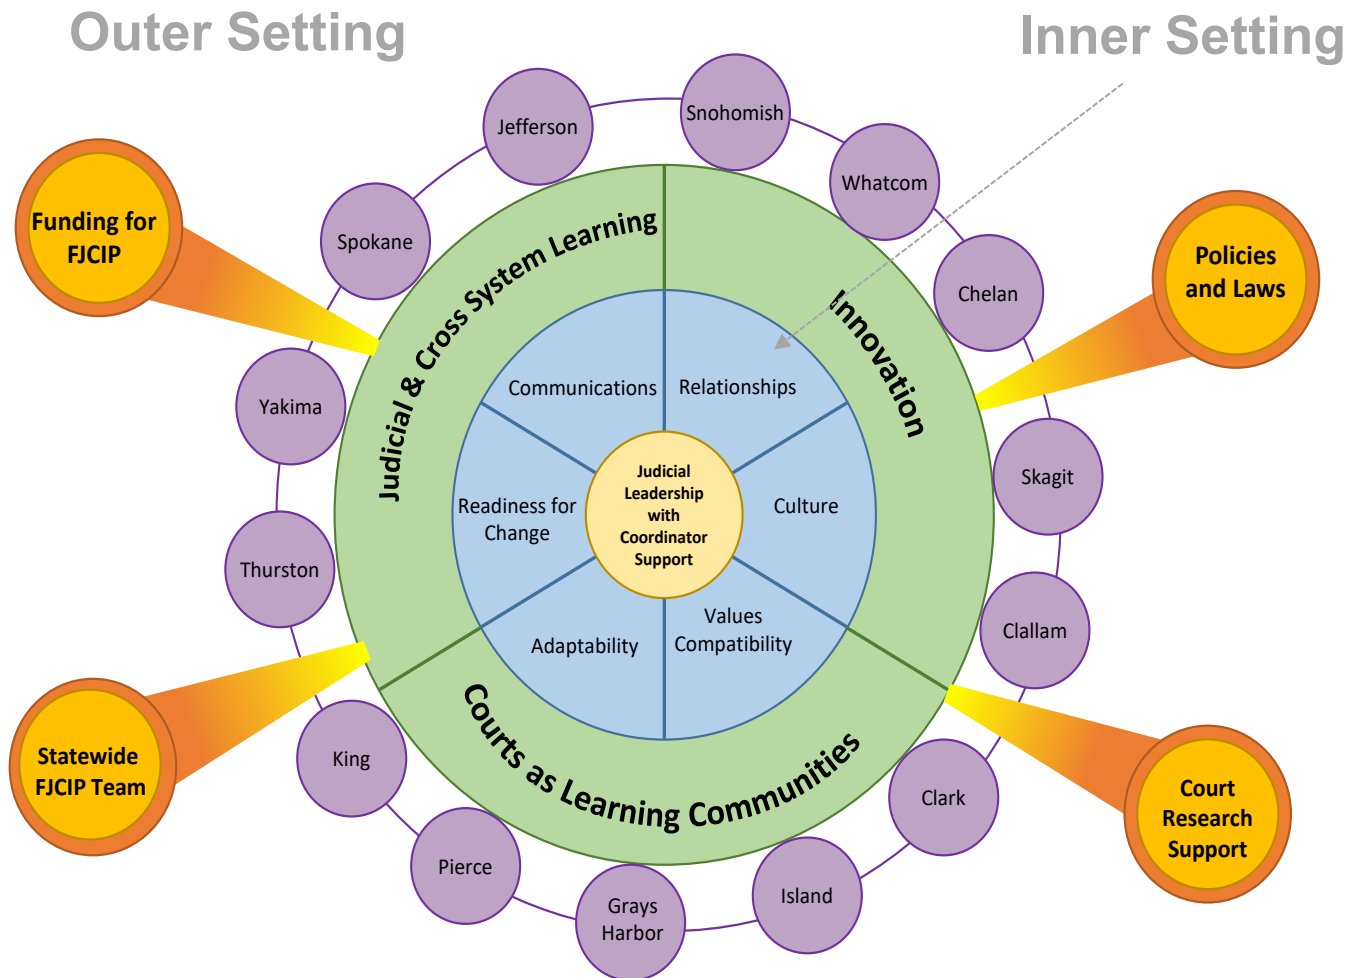 Outer Setting
Inner Setting
Snohomish
Jefferson
Whatcom
Spokane
Chelan
Funding for
FJCIP
Policies
and Laws
Judicial & Cross System Learning
Innovation
Yakima
Communications
Relationships
Skagit
Judicial
Leadership
with
Coordinator
Support
Readiness for
Change
Culture
Thurston
Clallam
Adaptability
Values
Compatibility
Courts as Learning Communities
Statewide
FJCIP Team
King
Clark
Court
Research
Support
Pierce
Island
Grays
Harbor